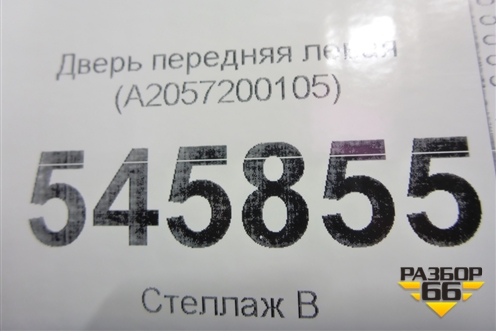 Дверь передняя левая
(A2057200105)
545855
Стеллаж В
РАЗБОР
66